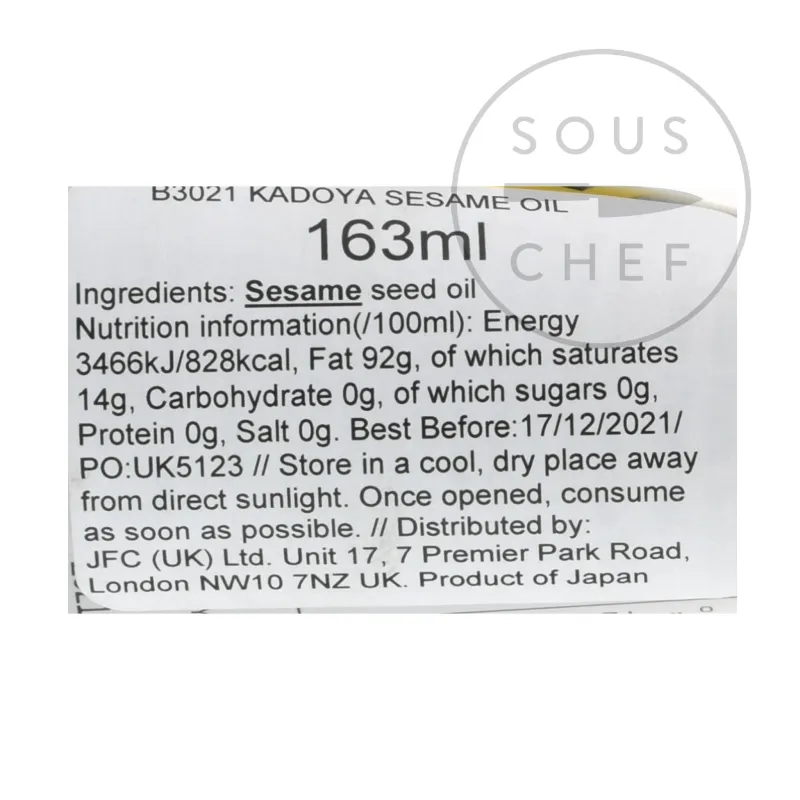 SOUS
CHEF
B3021 KADOYA SESAME OIL
163ml
Ingredients: Sesame seed oil
Nutrition information(/100ml): Energy
3466kJ/828kcal, Fat 92g, of which saturates
14g, Carbohydrate 0g, of which sugars 0g,
Protein 0g, Salt 0g. Best Before:17/12/2021/
PO:UK5123 // Store in a cool, dry place away
from direct sunlight. Once opened, consume
as soon as possible. // Distributed by:
JFC (UK) Ltd. Unit 17, 7 Premier Park Road,
London NW10 7NZ UK. Product of Japan